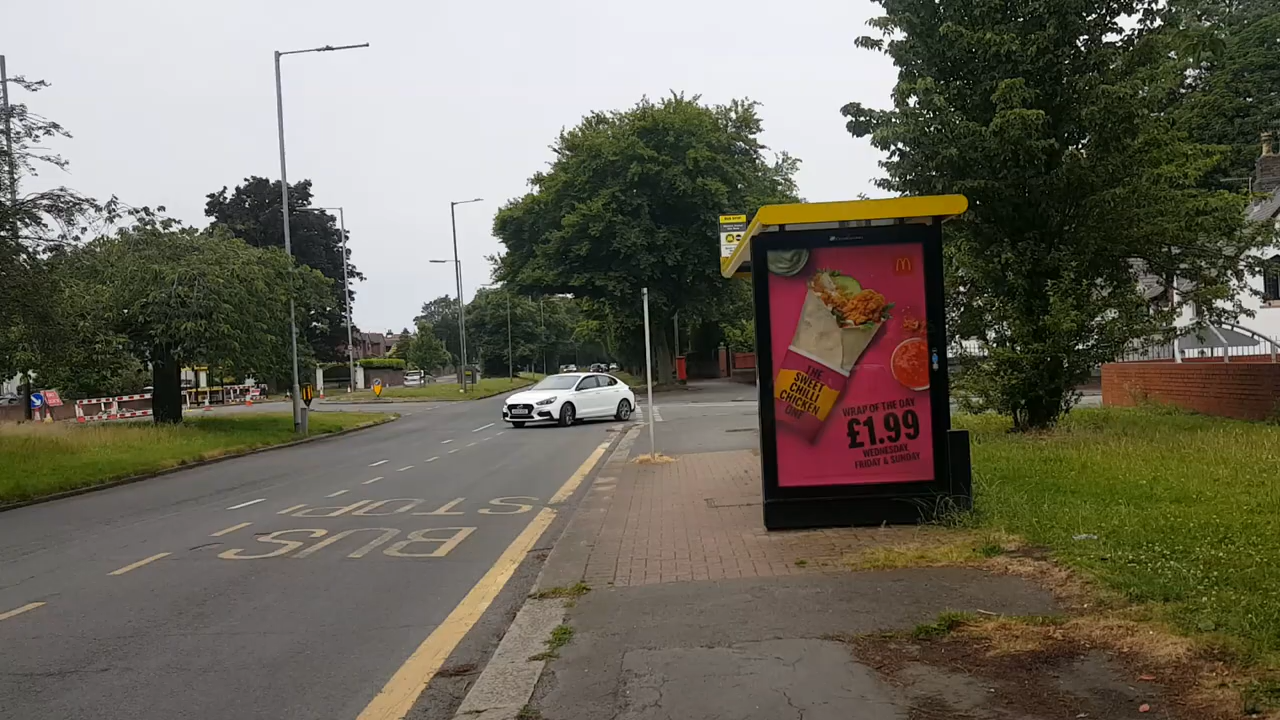 THE
SWEET
CHILLI
CHICKEN
ONE
WRAP OF THE DAY
£1.99
WEDNESDAY,
FRIDAY & SUNDAY
BUS
STOP